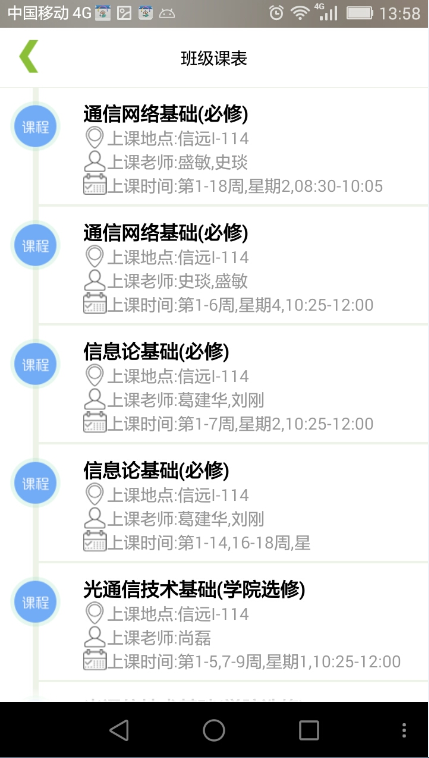 中国移动 4G 4G 13:58
班级课表
课程
通信网络基础(必修)
上课地点:信远I-114
上课老师:盛敏,史琰
上课时间:第1-18周,星期2,08:30-10:05
课程
通信网络基础(必修)
上课地点:信远I-114
上课老师:史琰,盛敏
上课时间:第1-6周,星期4,10:25-12:00
课程
信息论基础(必修)
上课地点:信远I-114
上课老师:葛建华,刘刚
上课时间:第1-7周,星期2,10:25-12:00
课程
信息论基础(必修)
上课地点:信远I-114
上课老师:葛建华,刘刚
上课时间:第1-14,16-18周,星
课程
光通信技术基础(学院选修)
上课地点:信远I-114
上课老师:尚磊
上课时间:第1-5,7-9周,星期1,10:25-12:00